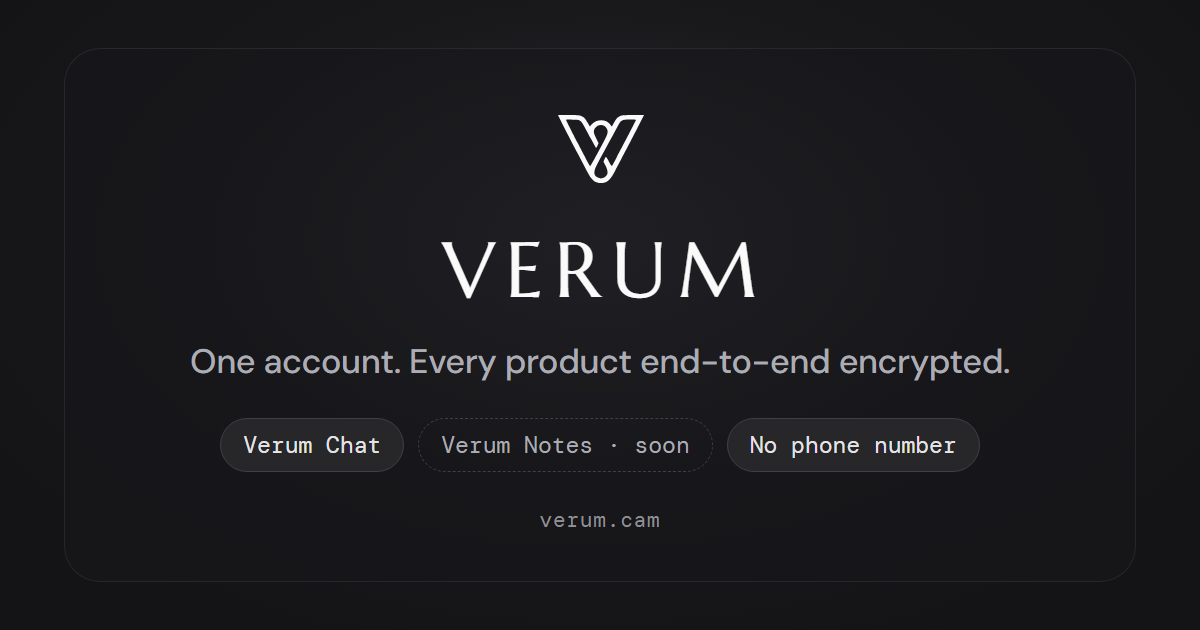 VERUM
One account. Every product end-to-end encrypted.
Verum Chat
Verum Notes · soon
No phone number
verum.cam